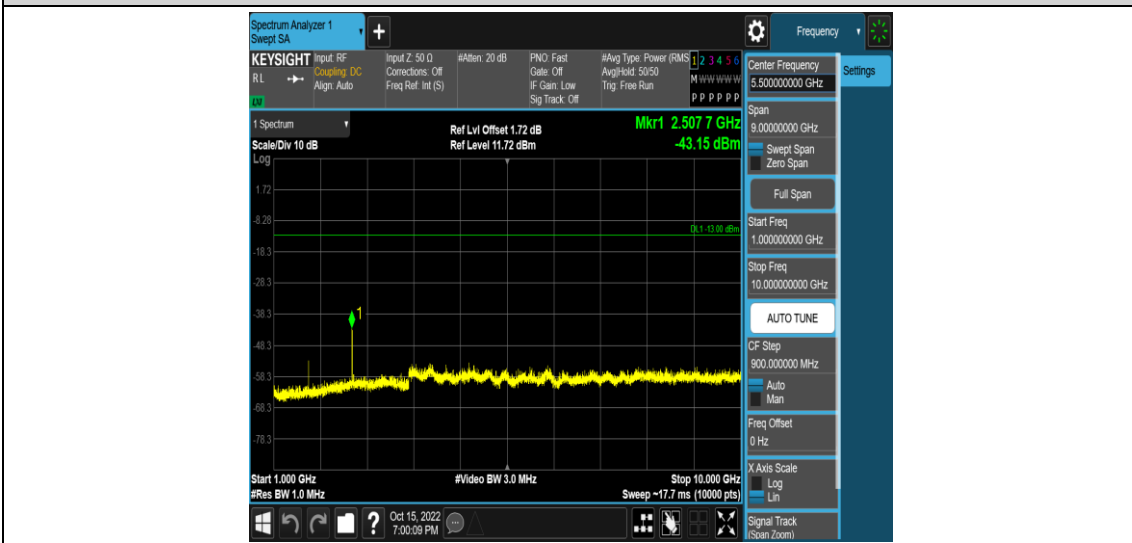 Spectrum Analyzer 1
Swept SA
+
Frequency
KEYSIGHT
RL
Input: RF
Coupling: DC
Align: Auto
Input Z: 50 Ω
Corrections: Off
Freq Ref: Int (S)
#Atten: 20 dB
PNO: Fast
Gate: Off
IF Gain: Low
Sig Track: Off
#Avg Type: Power (RMS
Avg|Hold: 50/50
Trig: Free Run
1 2 3 4 5 6
M W W W W W
P P P P P P
1 Spectrum
Scale/Div 10 dB
Ref Lvl Offset 1.72 dB
Ref Level 11.72 dBm
Mkr1 2.507 7 GHz
-43.15 dBm
Log
1.72
-8.28
DL1 -13.00 dBm
-18.3
-28.3
-38.3
1
-48.3
-58.3
-68.3
-78.3
Start 1.000 GHz
#Res BW 1.0 MHz
#Video BW 3.0 MHz
Stop 10.000 GHz
Sweep ~17.7 ms (10000 pts)
Center Frequency
5.500000000 GHz
Settings
Span
9.00000000 GHz
Swept Span
Zero Span
Full Span
Start Freq
1.000000000 GHz
Stop Freq
10.000000000 GHz
AUTO TUNE
CF Step
900.000000 MHz
Auto
Man
Freq Offset
0 Hz
X Axis Scale
Log
Lin
Signal Track
(Span Zoom)
?
Oct 15, 2022
7:00:09 PM